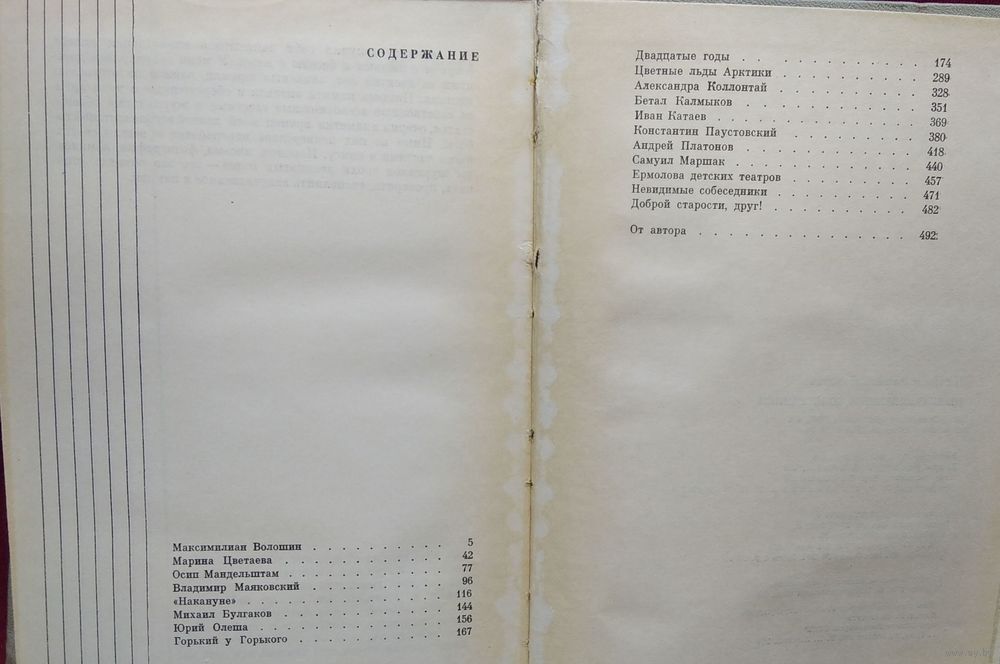 СОДЕРЖАНИЕ
Максимилиан Волошин . . . . . . . . . . 5
Марина Цветаева . . . . . . . . . . . . 42
Осип Мандельштам . . . . . . . . . . . 77
Владимир Маяковский . . . . . . . . . . 96
«Накануне» . . . . . . . . . . . . . . 116
Михаил Булгаков . . . . . . . . . . . . 144
Юрий Олеша . . . . . . . . . . . . . . 156
Горький у Горького . . . . . . . . . . . 167
Двадцатые годы . . . . . . . . . . . . 174
Цветные льды Арктики . . . . . . . . . . 289
Александра Коллонтай . . . . . . . . . . 328
Бетал Калмыков . . . . . . . . . . . . 351
Иван Катаев . . . . . . . . . . . . . . 369
Константин Паустовский . . . . . . . . . 380
Андрей Платонов . . . . . . . . . . . . 418
Самуил Маршак . . . . . . . . . . . . . 440
Ермолова детских театров . . . . . . . . . 457
Невидимые собеседники . . . . . . . . . . 471
Доброй старости, друг! . . . . . . . . . . 482
От автора . . . . . . . . . . . . . . . 492
www.ay.by